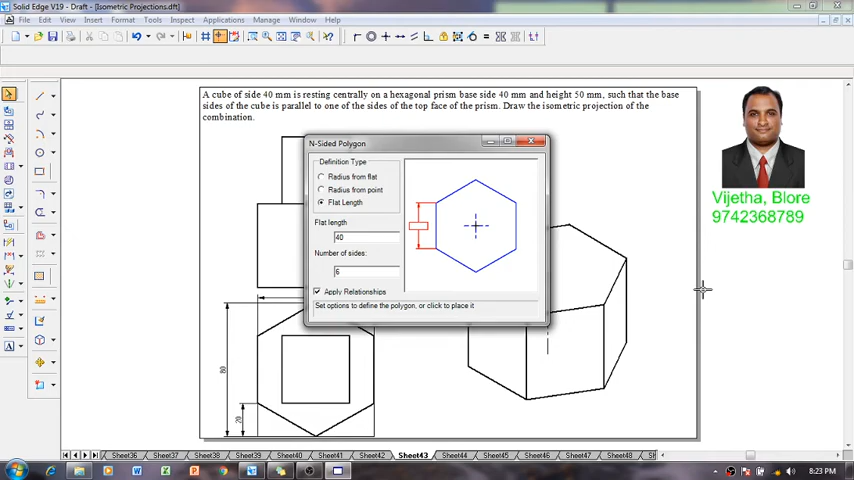 Solid Edge V19 - Draft - [Isometric Projections.dft]
File Edit View Insert Format Tools Inspect Applications Manage Window Help
A cube of side 40 mm is resting centrally on a hexagonal prism base side 40 mm and height 50 mm, such that the base
sides of the cube is parallel to one of the sides of the top face of the prism. Draw the isometric projection of the
combination.
N-Sided Polygon
Definition Type
Radius from flat
Radius from point
Flat Length
Flat length:
40
Number of sides:
6
Apply Relationships
Set options to define the polygon, or click to place it
Vijetha, Blore
9742368789
80
20
Sheet36 Sheet37 Sheet38 Sheet39 Sheet40 Sheet41 Sheet42 Sheet43 Sheet44 Sheet45 Sheet46 Sheet47 Sheet48 Sh
8:23 PM